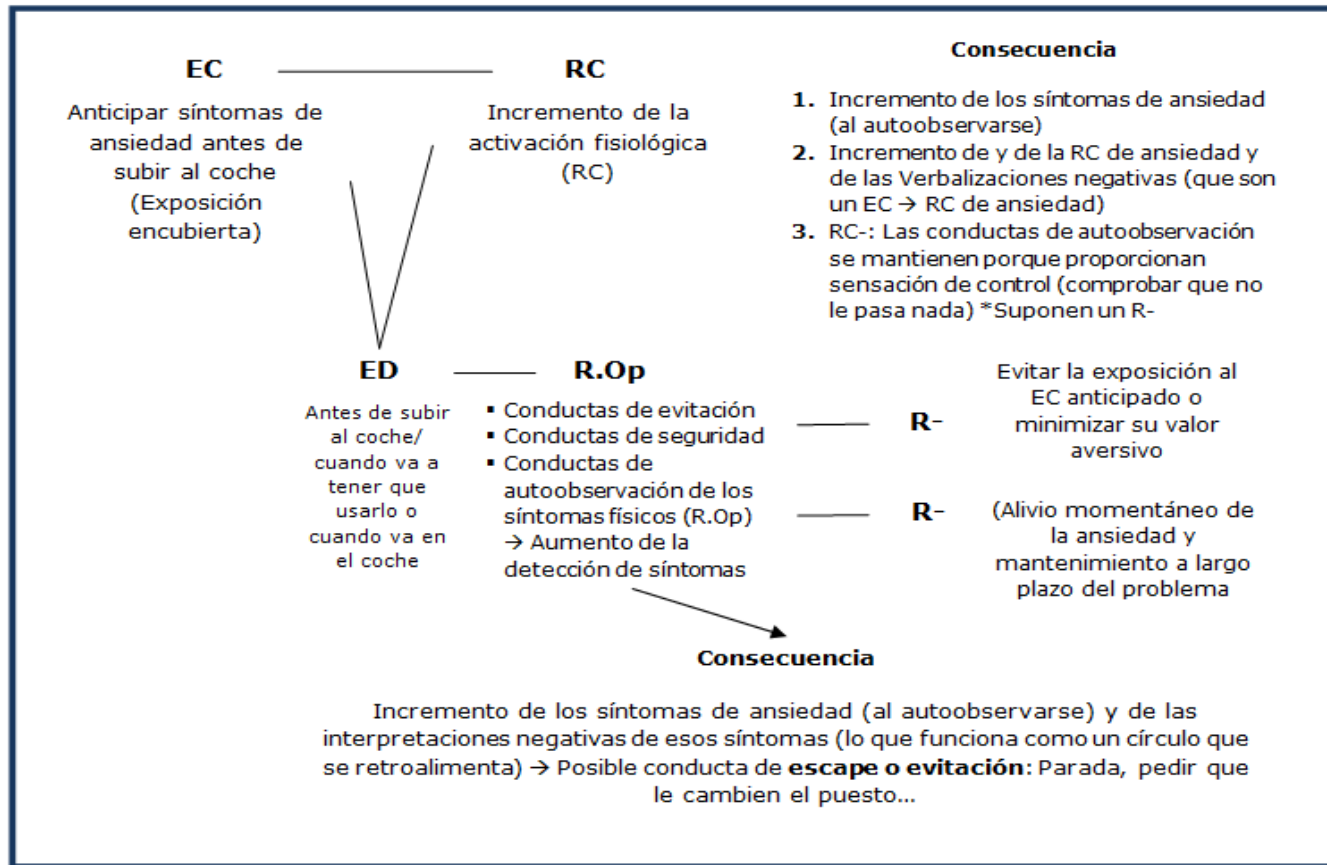 EC
RC
Anticipar síntomas de
ansiedad antes de
subir al coche
(Exposición
encubierta)
Incremento de la
activación fisiológica
(RC)
Consecuencia
1. Incremento de los síntomas de ansiedad
(al autoobservarse)
2. Incremento de y de la RC de ansiedad y
de las Verbalizaciones negativas (que son
un EC → RC de ansiedad)
3. RC-: Las conductas de autoobservación
se mantienen porque proporcionan
sensación de control (comprobar que no
le pasa nada) *Suponen un R-
ED
Antes de subir
al coche/
cuando va a
tener que
usarlo o
cuando va en
el coche
R.Op
▪ Conductas de evitación
▪ Conductas de seguridad
▪ Conductas de
autoobservación de los
síntomas físicos (R.Op)
→ Aumento de la
detección de síntomas
R-
Evitar la exposición al
EC anticipado o
minimizar su valor
aversivo
R-
(Alivio momentáneo de
la ansiedad y
mantenimiento a largo
plazo del problema
Consecuencia
Incremento de los síntomas de ansiedad (al autoobservarse) y de las
interpretaciones negativas de esos síntomas (lo que funciona como un círculo que
se retroalimenta) → Posible conducta de escape o evitación: Parada, pedir que
le cambien el puesto…